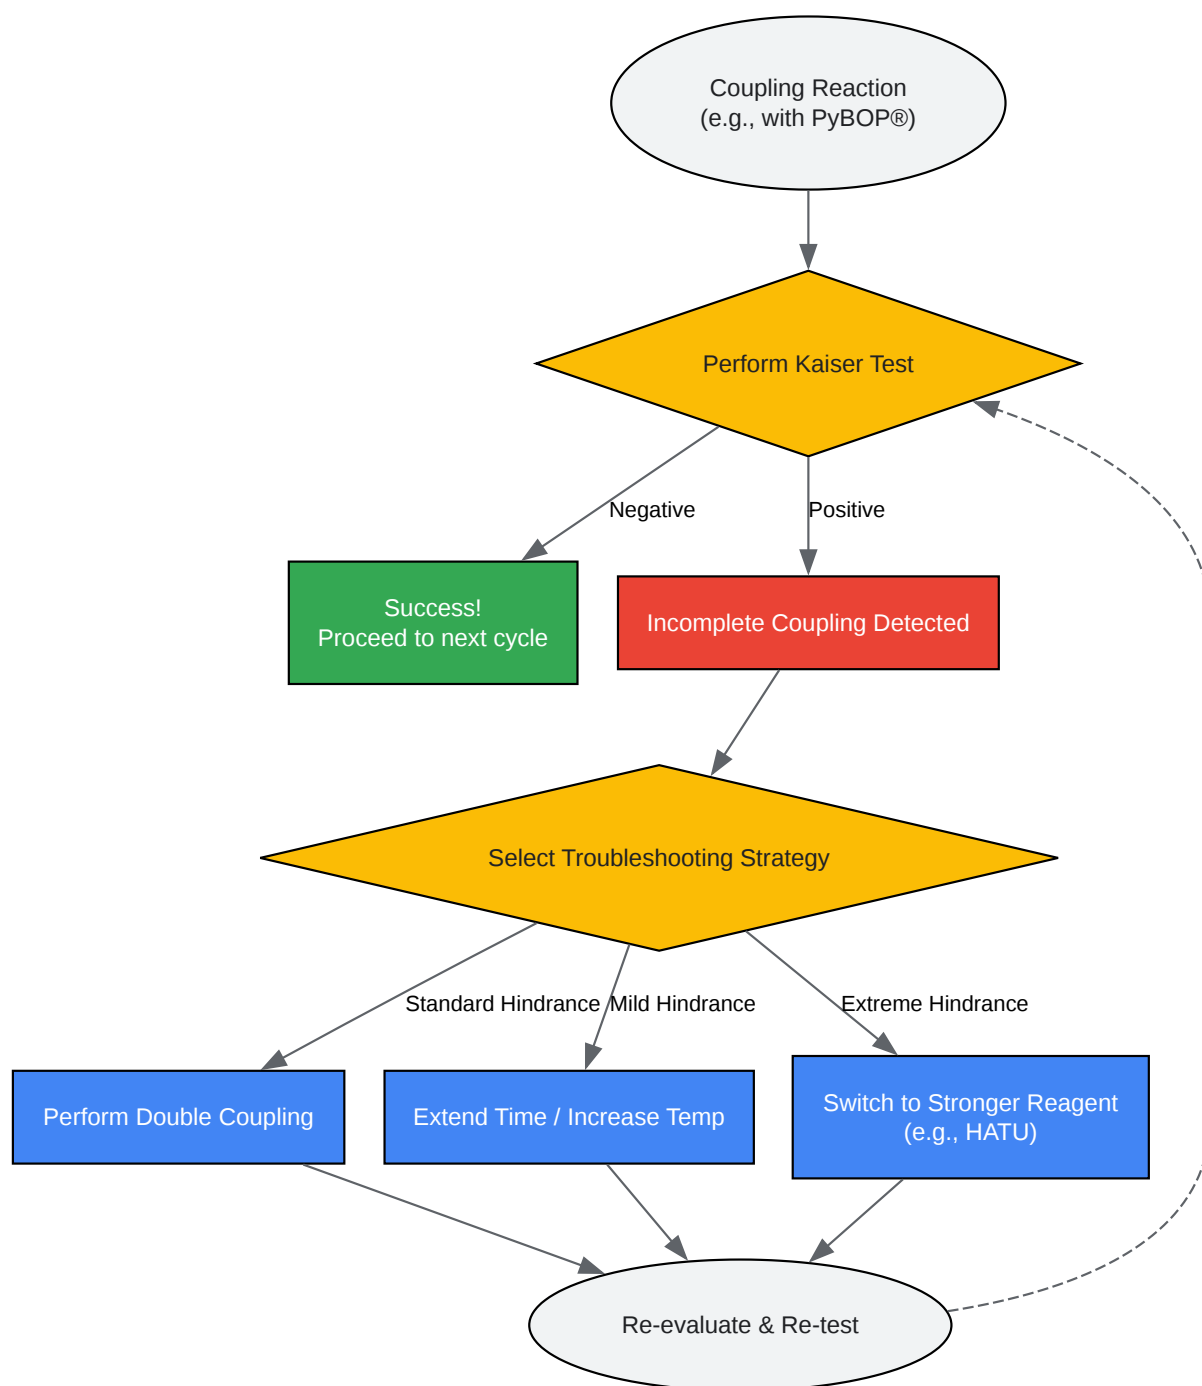 Coupling Reaction
(e.g., with PyBOP®)
Perform Kaiser Test
Negative
Positive
Success!
Proceed to next cycle
Incomplete Coupling Detected
Select Troubleshooting Strategy
Standard Hindrance
Mild Hindrance
Extreme Hindrance
Perform Double Coupling
Extend Time / Increase Temp
Switch to Stronger Reagent
(e.g., HATU)
Re-evaluate & Re-test